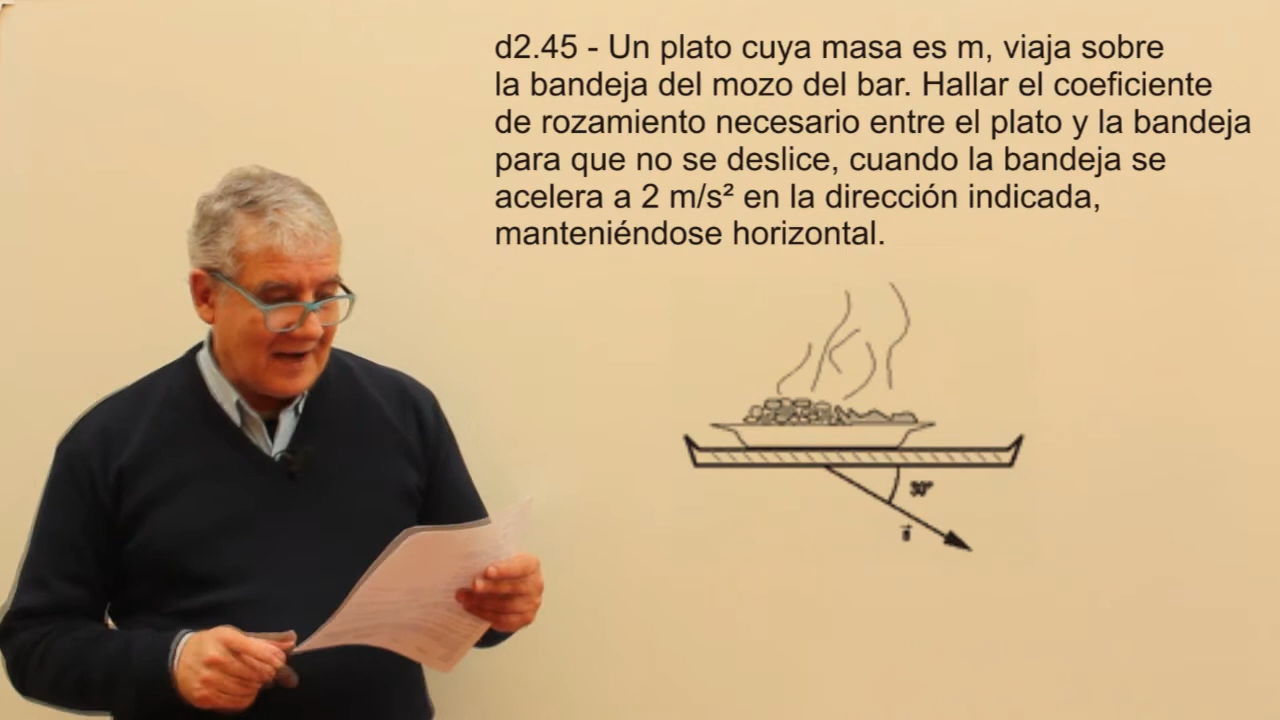 d2.45 - Un plato cuya masa es m, viaja sobre
la bandeja del mozo del bar. Hallar el coeficiente
de rozamiento necesario entre el plato y la bandeja
para que no se deslice, cuando la bandeja se
acelera a 2 m/s² en la dirección indicada,
manteniéndose horizontal.
30°